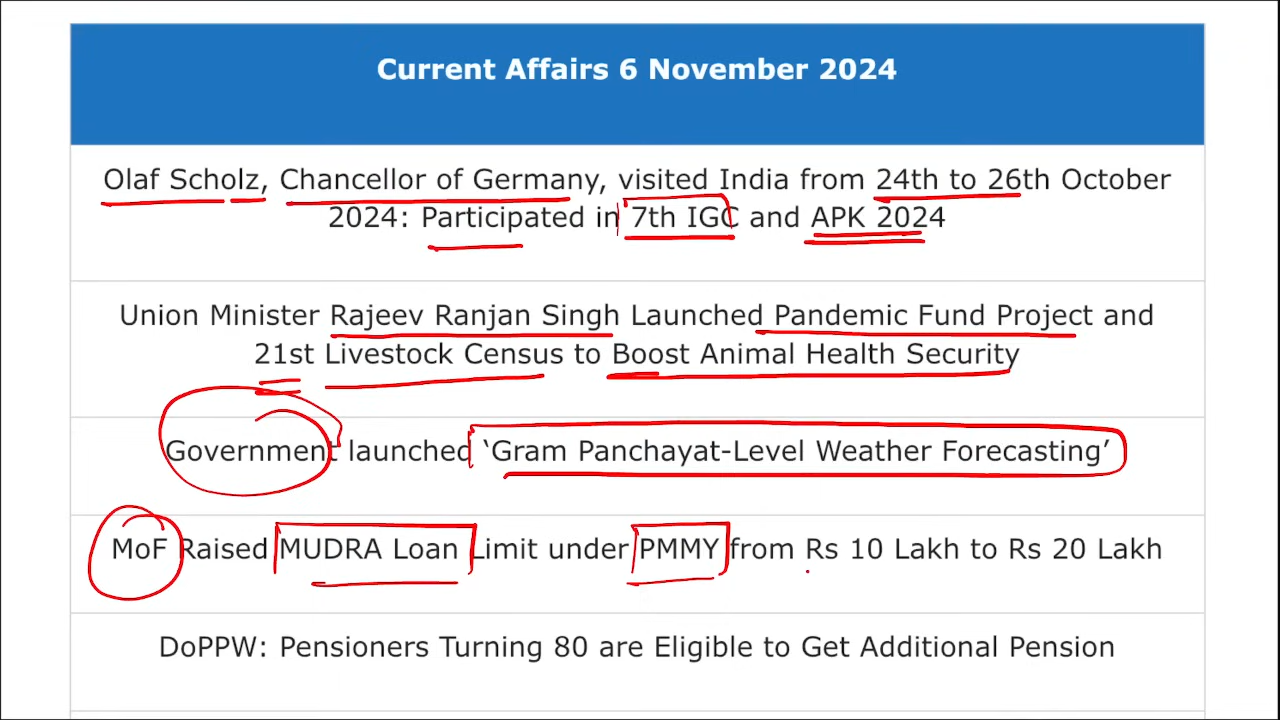 Current Affairs 6 November 2024
Olaf Scholz, Chancellor of Germany, visited India from 24th to 26th October
2024: Participated in 7th IGC and APK 2024
Union Minister Rajeev Ranjan Singh Launched Pandemic Fund Project and
21st Livestock Census to Boost Animal Health Security
Government launched ‘Gram Panchayat-Level Weather Forecasting’
MoF Raised MUDRA Loan Limit under PMMY from Rs 10 Lakh to Rs 20 Lakh
DoPPW: Pensioners Turning 80 are Eligible to Get Additional Pension